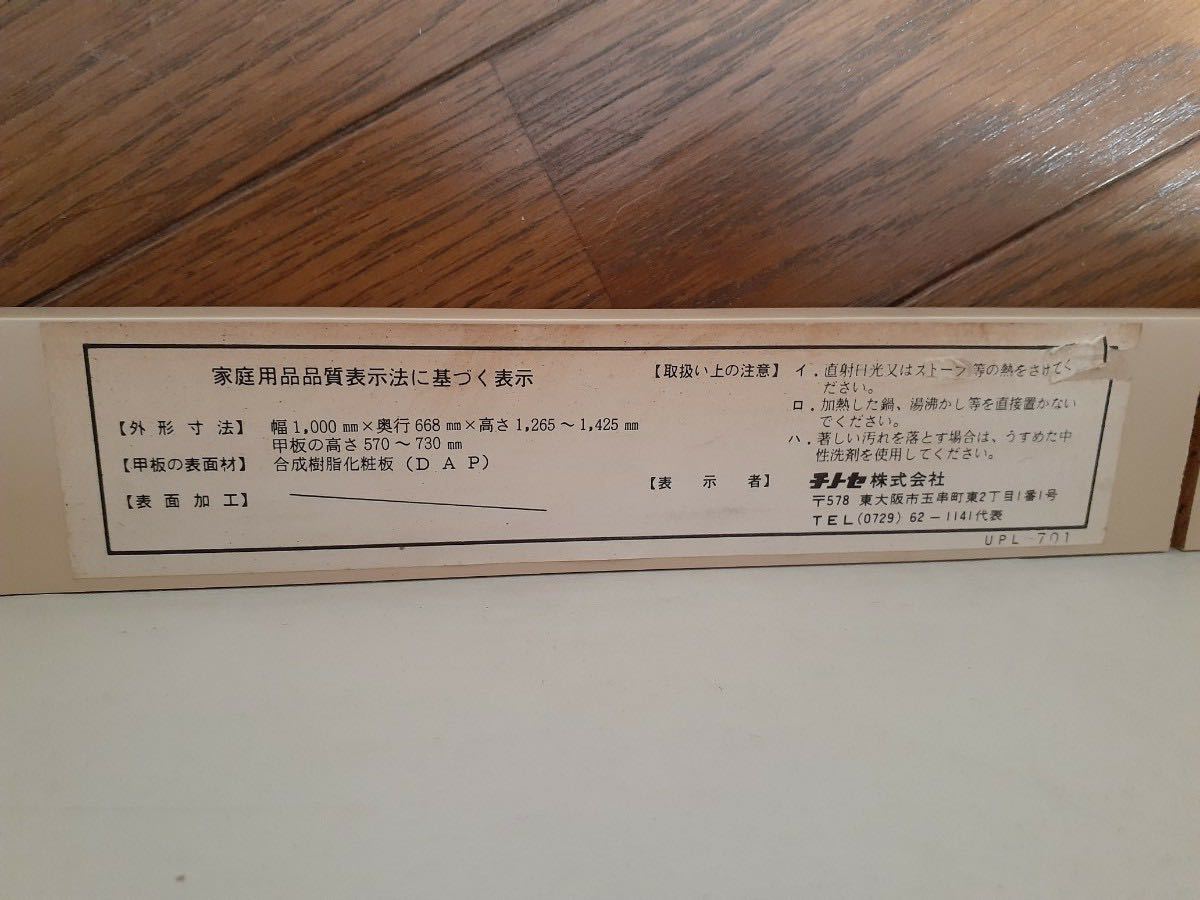 家庭用品品質表示法に基づく表示
【外形寸法】 幅1,000㎜×奥行668㎜×高さ1,265～1,425㎜
甲板の高さ570～730㎜
【甲板の表面材】 合成樹脂化粧板(DAP)
【表面加工】
【取扱い上の注意】 イ.直射日光又はストーブ等の熱をさけてく
ださい。
ロ.加熱した鍋、湯沸かし等を直接置かない
でください。
ハ.著しい汚れを落とす場合は、うすめた中
性洗剤を使用してください。
【表示者】 チトセ株式会社
〒578 東大阪市玉串町東2丁目1番1号
TEL(0729) 62－1141代表
UPL-701